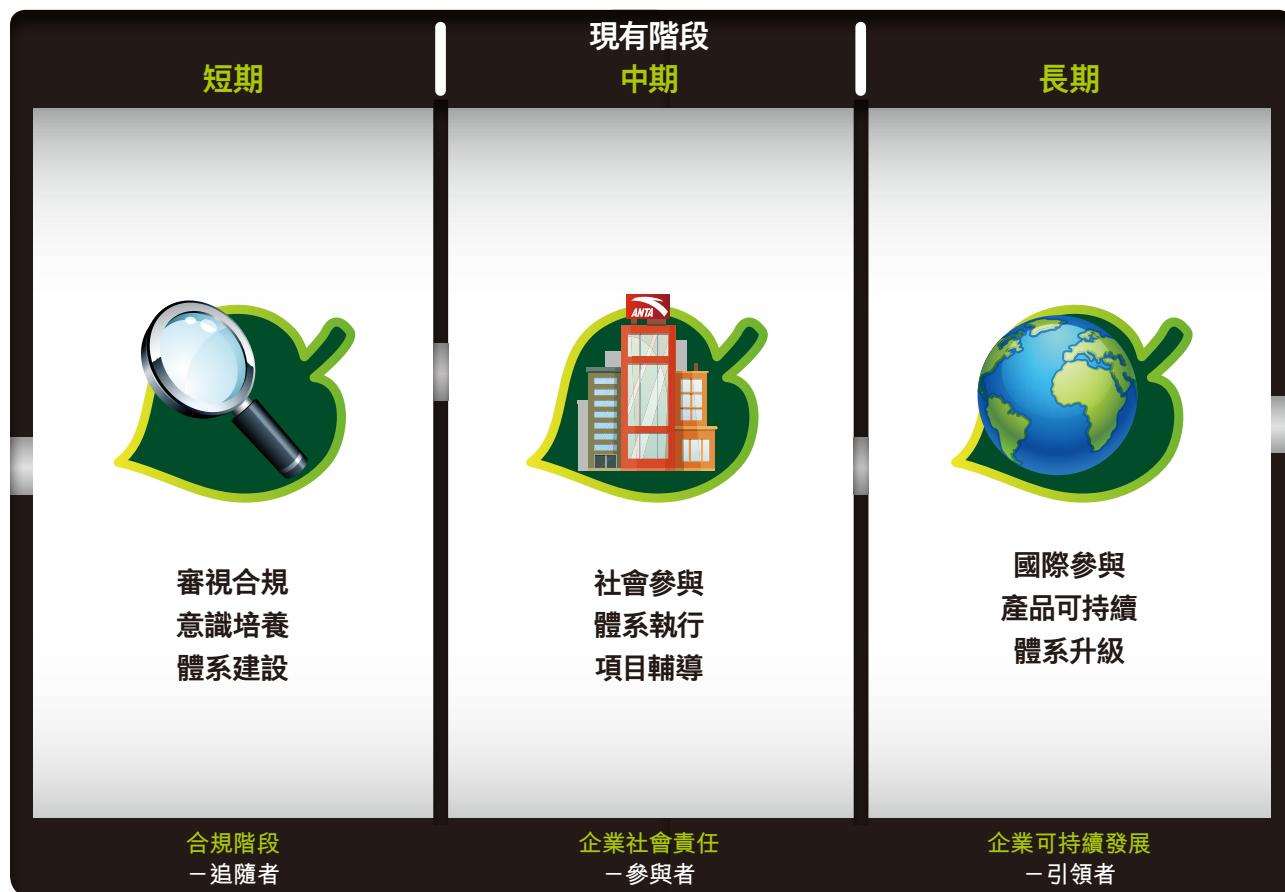 現有階段
短期
中期
長期
ANTA
審視合規
意識培養
體系建設
社會參與
體系執行
項目輔導
國際參與
產品可持續
體系升級
合規階段
－追隨者
企業社會責任
－參與者
企業可持續發展
－引領者